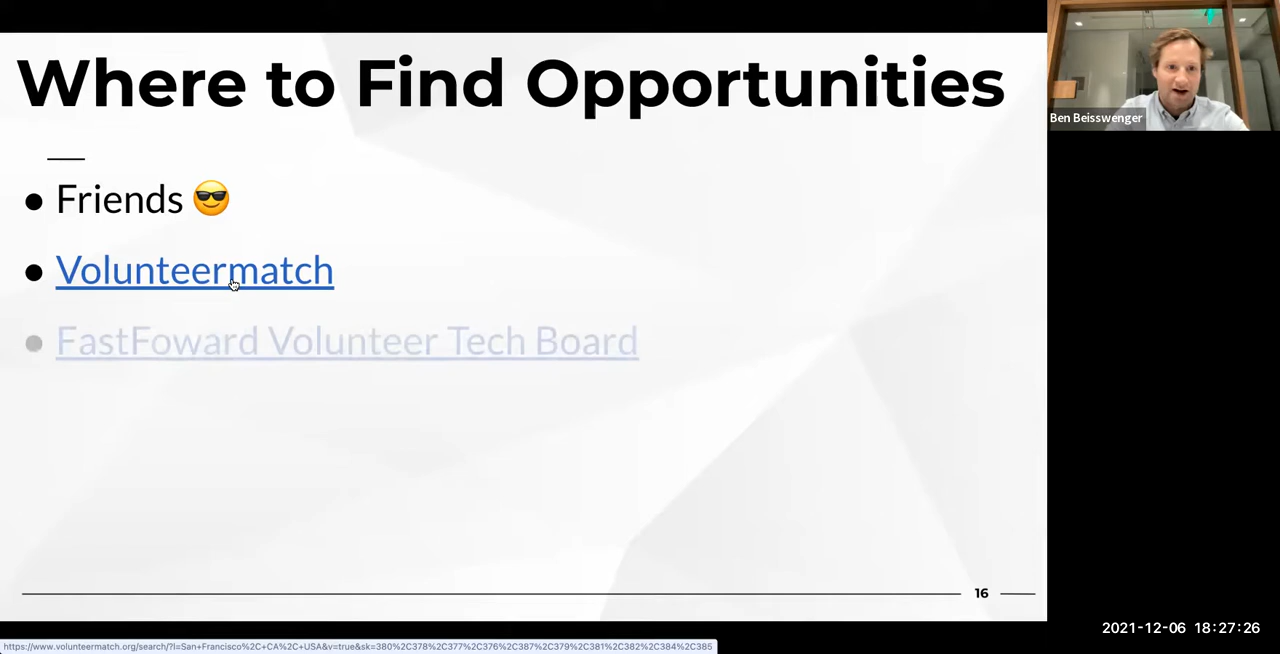 Where to Find Opportunities
Ben Beisswenger
● Friends 😎
● Volunteermatch
● FastFoward Volunteer Tech Board
16
2021-12-06 18:27:26
https://www.volunteermatch.org/search/?l=San+Francisco%2C+CA%2C+USA&v=true&sk=380%2C378%2C377%2C376%2C387%2C379%2C381%2C382%2C384%2C385